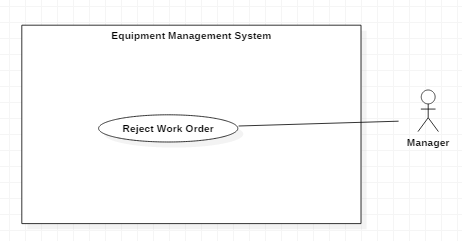 Equipment Management System
Reject Work Order
Manager